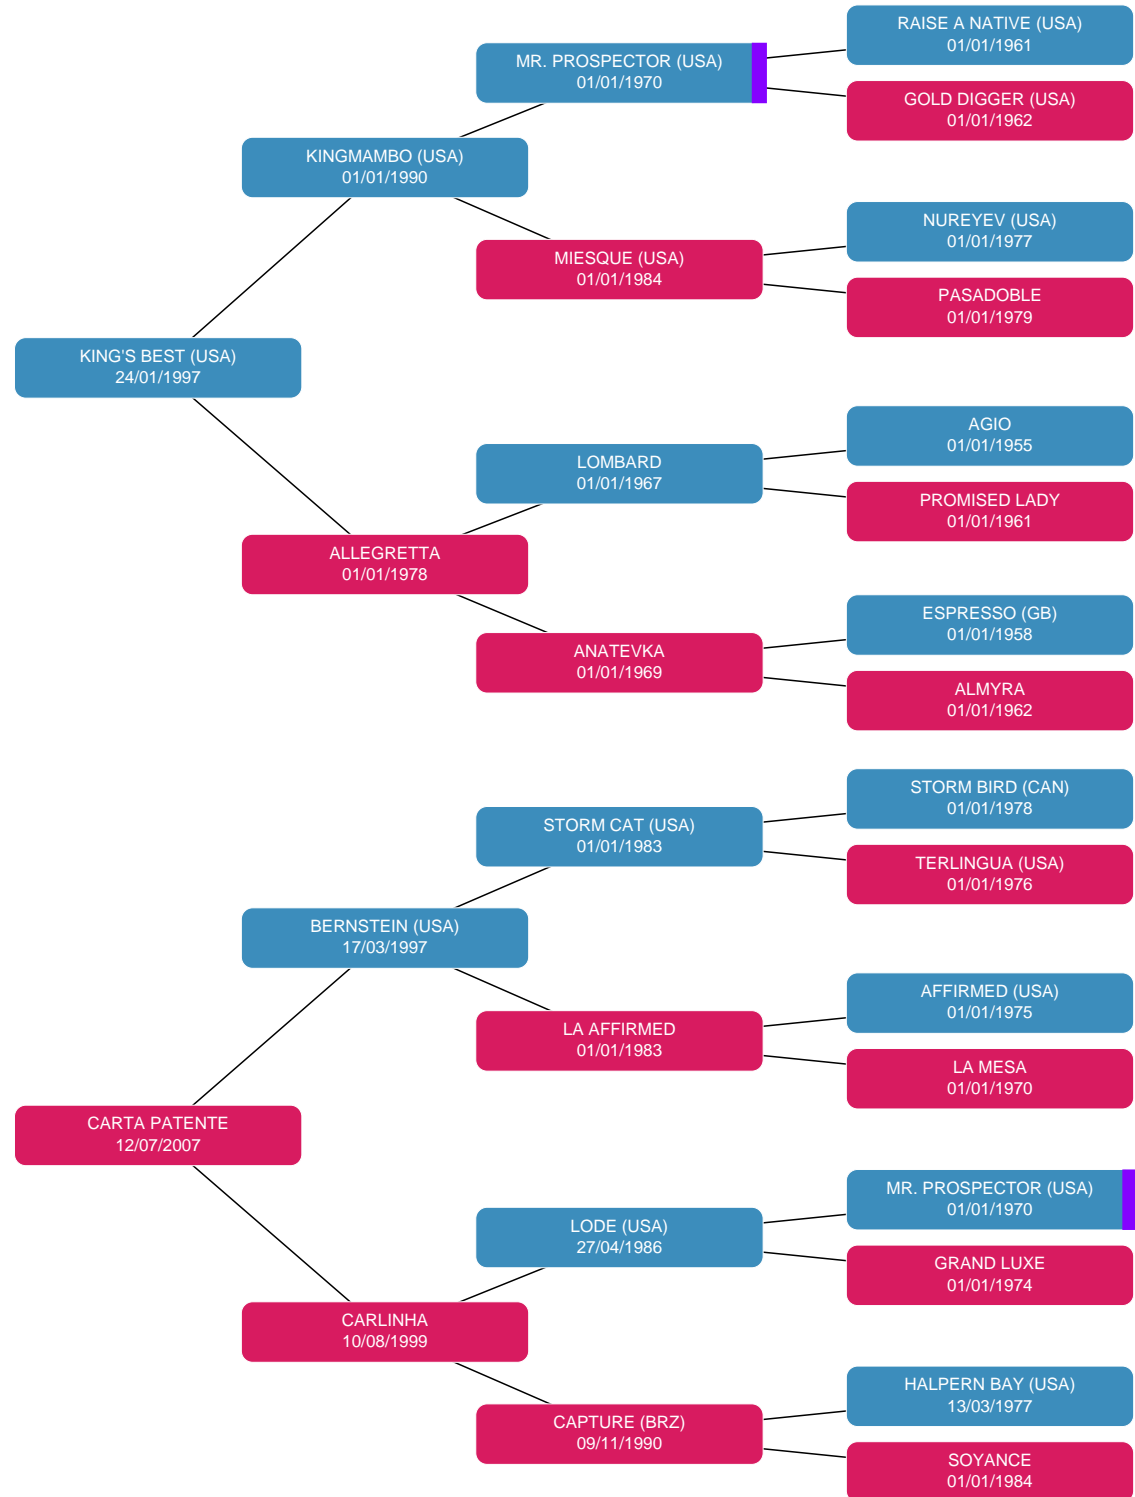 RAISE A NATIVE (USA)
01/01/1961
MR. PROSPECTOR (USA)
01/01/1970
GOLD DIGGER (USA)
01/01/1962
KINGMAMBO (USA)
01/01/1990
NUREYEV (USA)
01/01/1977
MIESQUE (USA)
01/01/1984
PASADOBLE
01/01/1979
KING'S BEST (USA)
24/01/1997
AGIO
01/01/1955
LOMBARD
01/01/1967
PROMISED LADY
01/01/1961
ALLEGRETTA
01/01/1978
ESPRESSO (GB)
01/01/1958
ANATEVKA
01/01/1969
ALMYRA
01/01/1962
STORM BIRD (CAN)
01/01/1978
STORM CAT (USA)
01/01/1983
TERLINGUA (USA)
01/01/1976
BERNSTEIN (USA)
17/03/1997
AFFIRMED (USA)
01/01/1975
LA AFFIRMED
01/01/1983
LA MESA
01/01/1970
CARTA PATENTE
12/07/2007
MR. PROSPECTOR (USA)
01/01/1970
LODE (USA)
27/04/1986
GRAND LUXE
01/01/1974
CARLINHA
10/08/1999
HALPERN BAY (USA)
13/03/1977
CAPTURE (BRZ)
09/11/1990
SOYANCE
01/01/1984